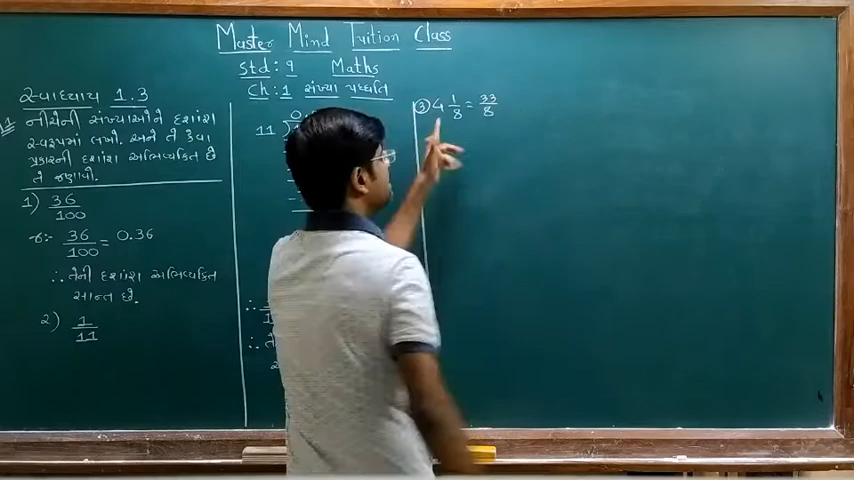 Master Mind Tuition Class
Std: 9 Maths
Ch: 1 સંખ્યા પધ્ધતિ
સ્વાધ્યાય 1.3
1 નીચેની સંખ્યાઓને દશાંશ
સ્વરૂપમાં લખો. અને તે કેવા
પ્રકારની દશાંશ અભિવ્યક્તિ છે
તે જણાવો.
1) 36/100
જ:- 36/100 = 0.36
∴ તેની દશાંશ અભિવ્યક્તિ
સાન્ત છે.
2) 1/11
11
③ 4 1/8 = 33/8